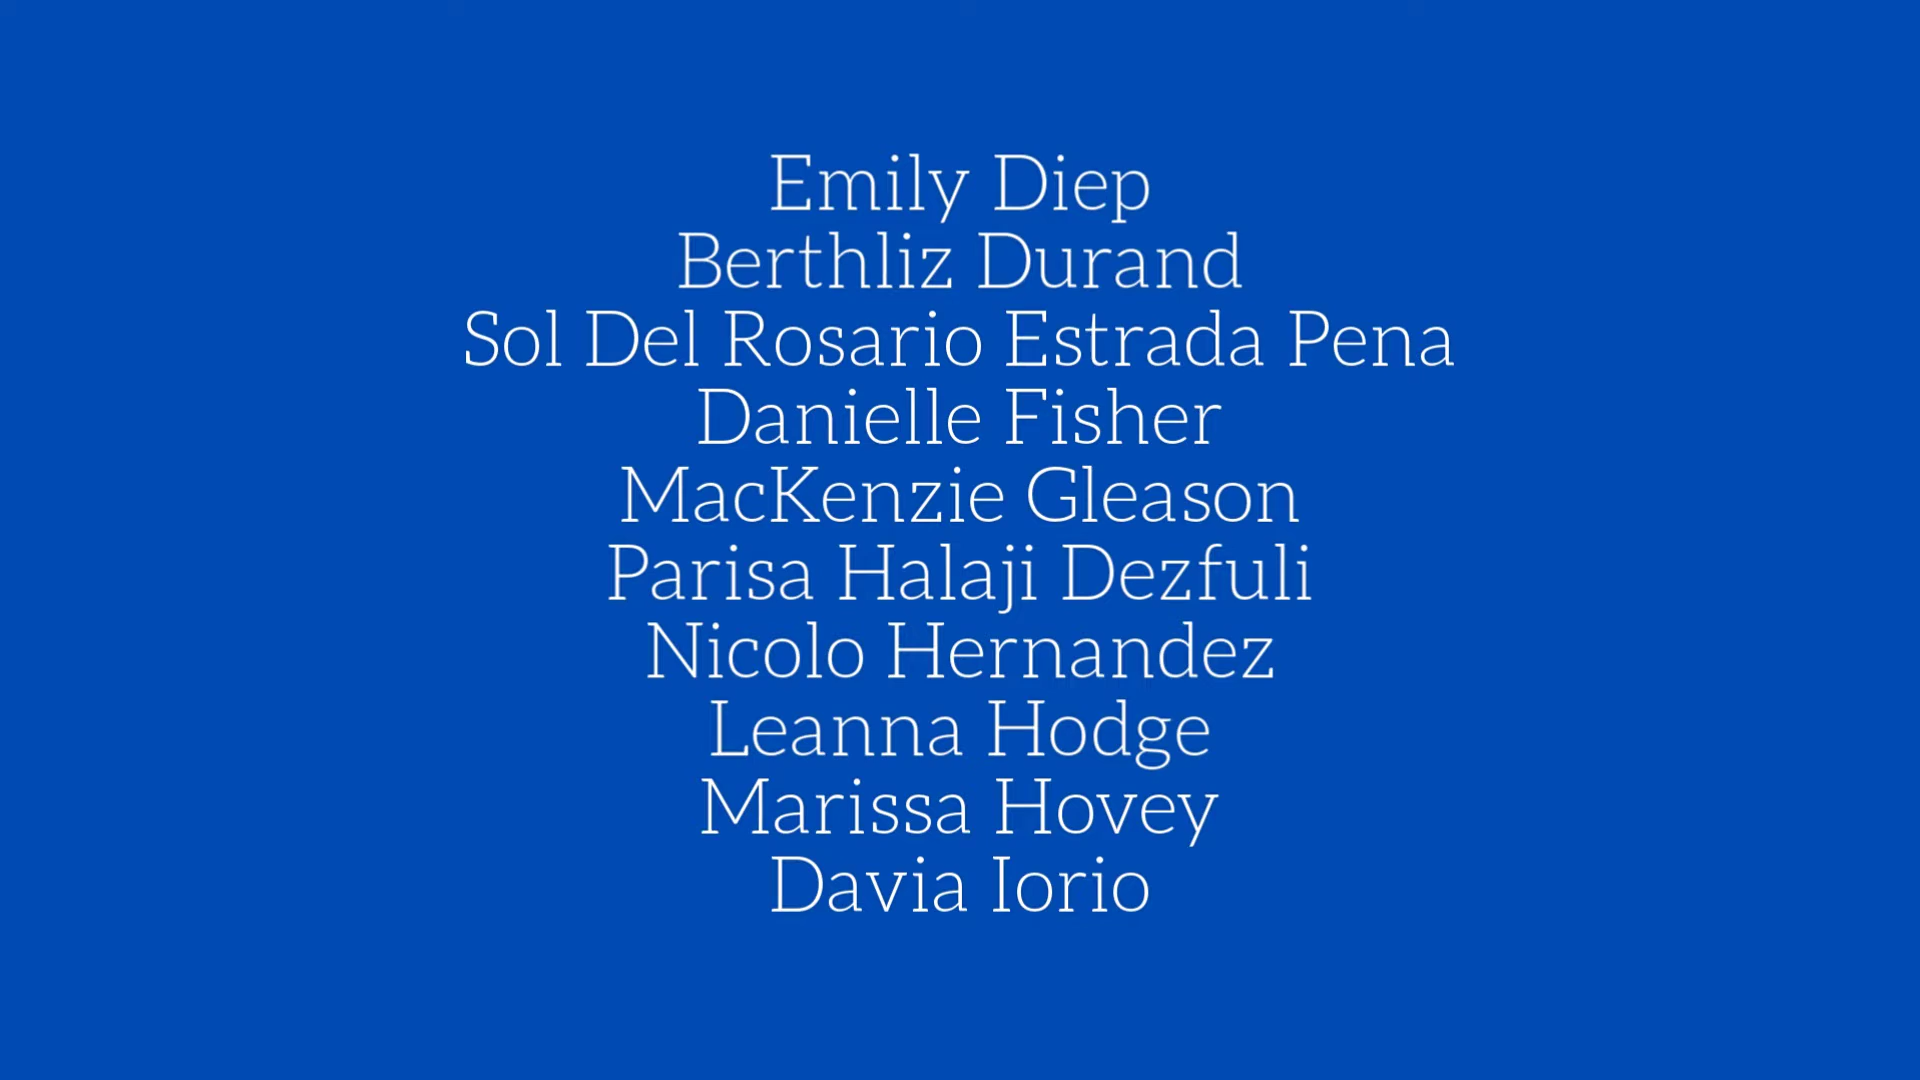 Emily Diep
Berthliz Durand
Sol Del Rosario Estrada Pena
Danielle Fisher
MacKenzie Gleason
Parisa Halaji Dezfuli
Nicolo Hernandez
Leanna Hodge
Marissa Hovey
Davia Iorio